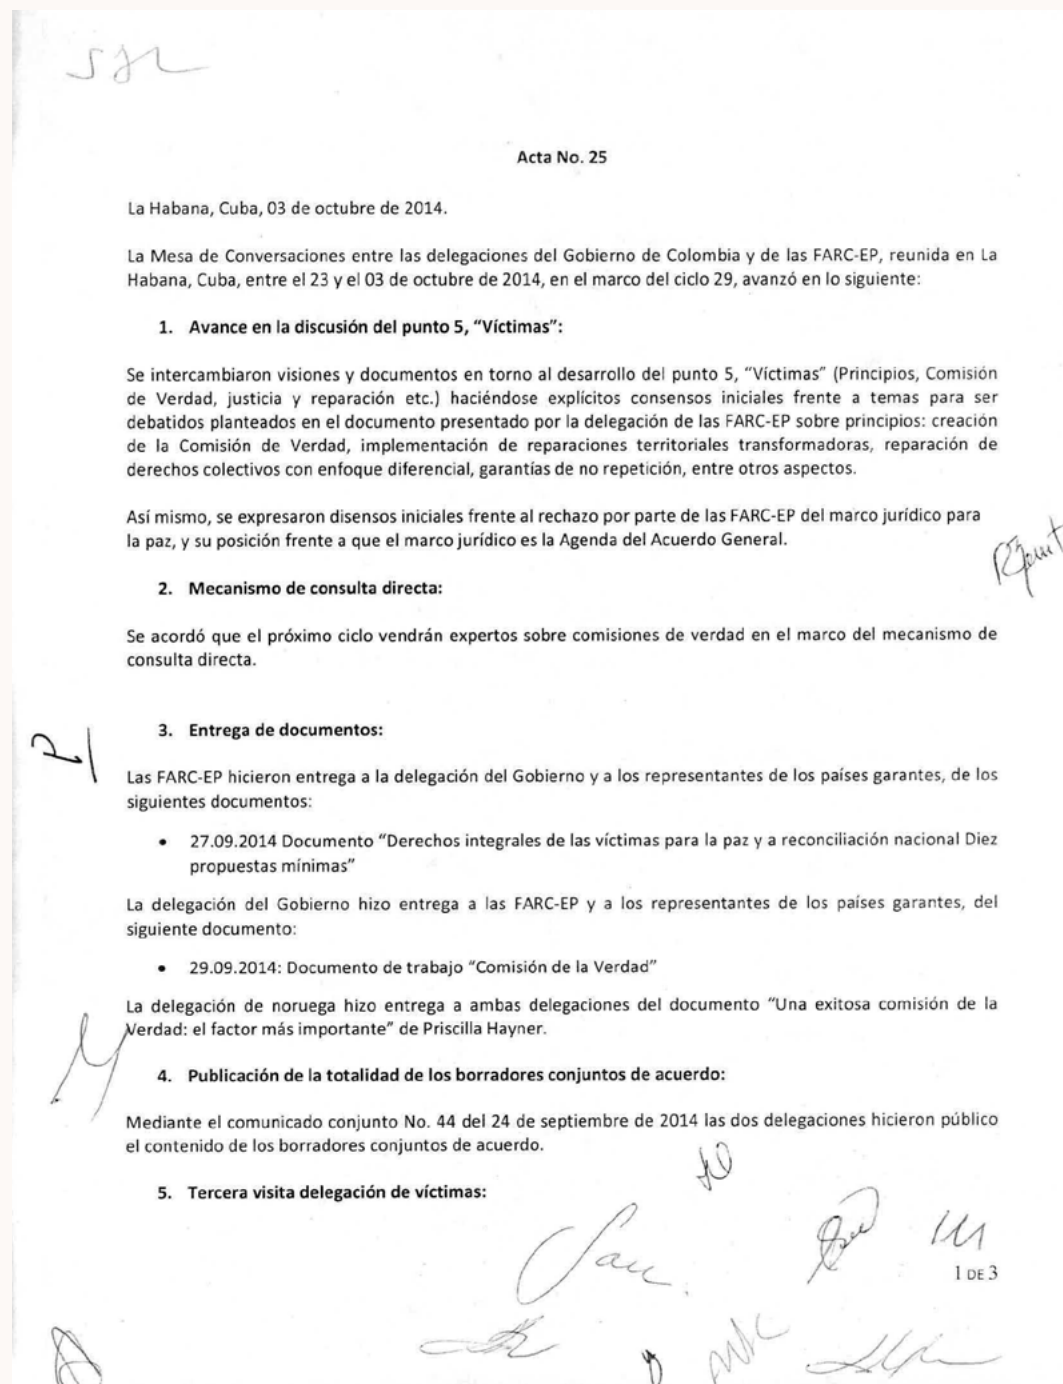 Acta No. 25
La Habana, Cuba, 03 de octubre de 2014.
La Mesa de Conversaciones entre las delegaciones del Gobierno de Colombia y de las FARC-EP, reunida en La
Habana, Cuba, entre el 23 y el 03 de octubre de 2014, en el marco del ciclo 29, avanzó en lo siguiente:
1. Avance en la discusión del punto 5, “Víctimas”:
Se intercambiaron visiones y documentos en torno al desarrollo del punto 5, “Víctimas” (Principios, Comisión
de Verdad, justicia y reparación etc.) haciéndose explícitos consensos iniciales frente a temas para ser
debatidos planteados en el documento presentado por la delegación de las FARC-EP sobre principios: creación
de la Comisión de Verdad, implementación de reparaciones territoriales transformadoras, reparación de
derechos colectivos con enfoque diferencial, garantías de no repetición, entre otros aspectos.
Así mismo, se expresaron disensos iniciales frente al rechazo por parte de las FARC-EP del marco jurídico para
la paz, y su posición frente a que el marco jurídico es la Agenda del Acuerdo General.
2. Mecanismo de consulta directa:
Se acordó que el próximo ciclo vendrán expertos sobre comisiones de verdad en el marco del mecanismo de
consulta directa.
3. Entrega de documentos:
Las FARC-EP hicieron entrega a la delegación del Gobierno y a los representantes de los países garantes, de los
siguientes documentos:
• 27.09.2014 Documento “Derechos integrales de las víctimas para la paz y a reconciliación nacional Diez
propuestas mínimas”
La delegación del Gobierno hizo entrega a las FARC-EP y a los representantes de los países garantes, del
siguiente documento:
• 29.09.2014: Documento de trabajo “Comisión de la Verdad”
La delegación de noruega hizo entrega a ambas delegaciones del documento “Una exitosa comisión de la
Verdad: el factor más importante” de Priscilla Hayner.
4. Publicación de la totalidad de los borradores conjuntos de acuerdo:
Mediante el comunicado conjunto No. 44 del 24 de septiembre de 2014 las dos delegaciones hicieron público
el contenido de los borradores conjuntos de acuerdo.
5. Tercera visita delegación de víctimas:
1 DE 3